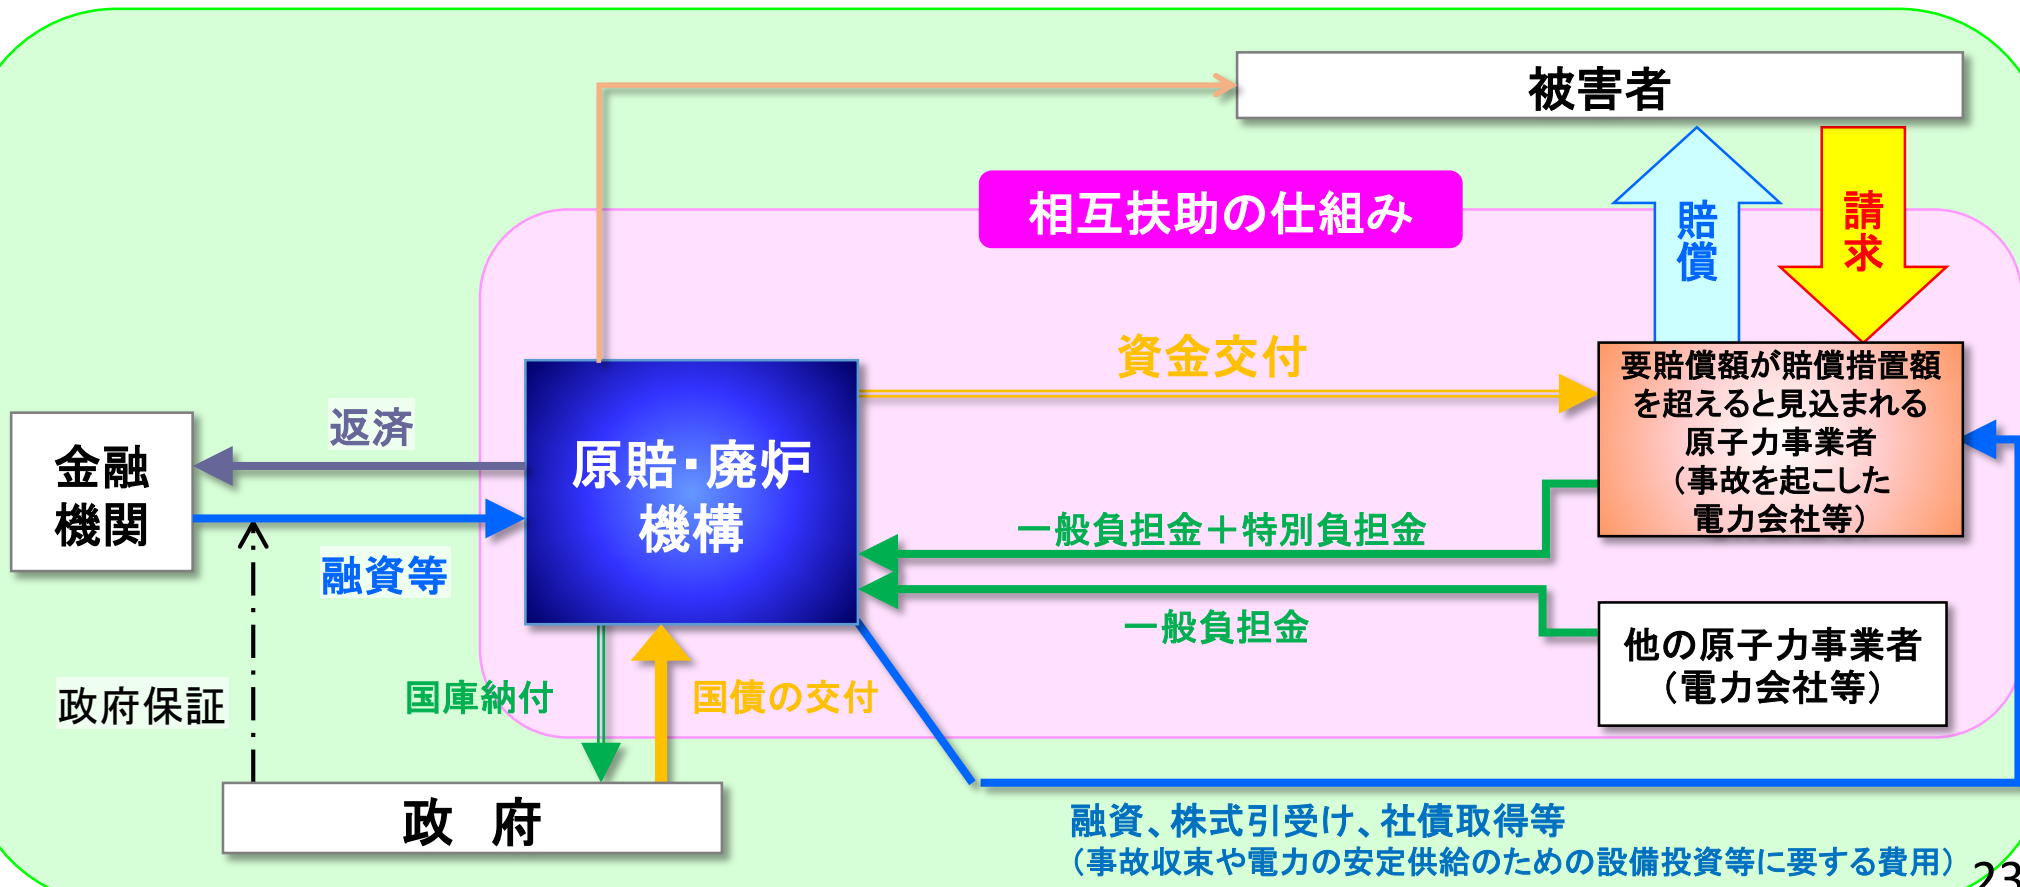 被害者
相互扶助の仕組み
賠償
請求
資金交付
要賠償額が賠償措置額
を超えると見込まれる
原子力事業者
（事故を起こした
電力会社等）
返済
金融
機関
原賠・廃炉
機構
融資等
一般負担金＋特別負担金
一般負担金
他の原子力事業者
（電力会社等）
政府保証
国庫納付
国債の交付
政　府
融資、株式引受け、社債取得等
（事故収束や電力の安定供給のための設備投資等に要する費用）
23